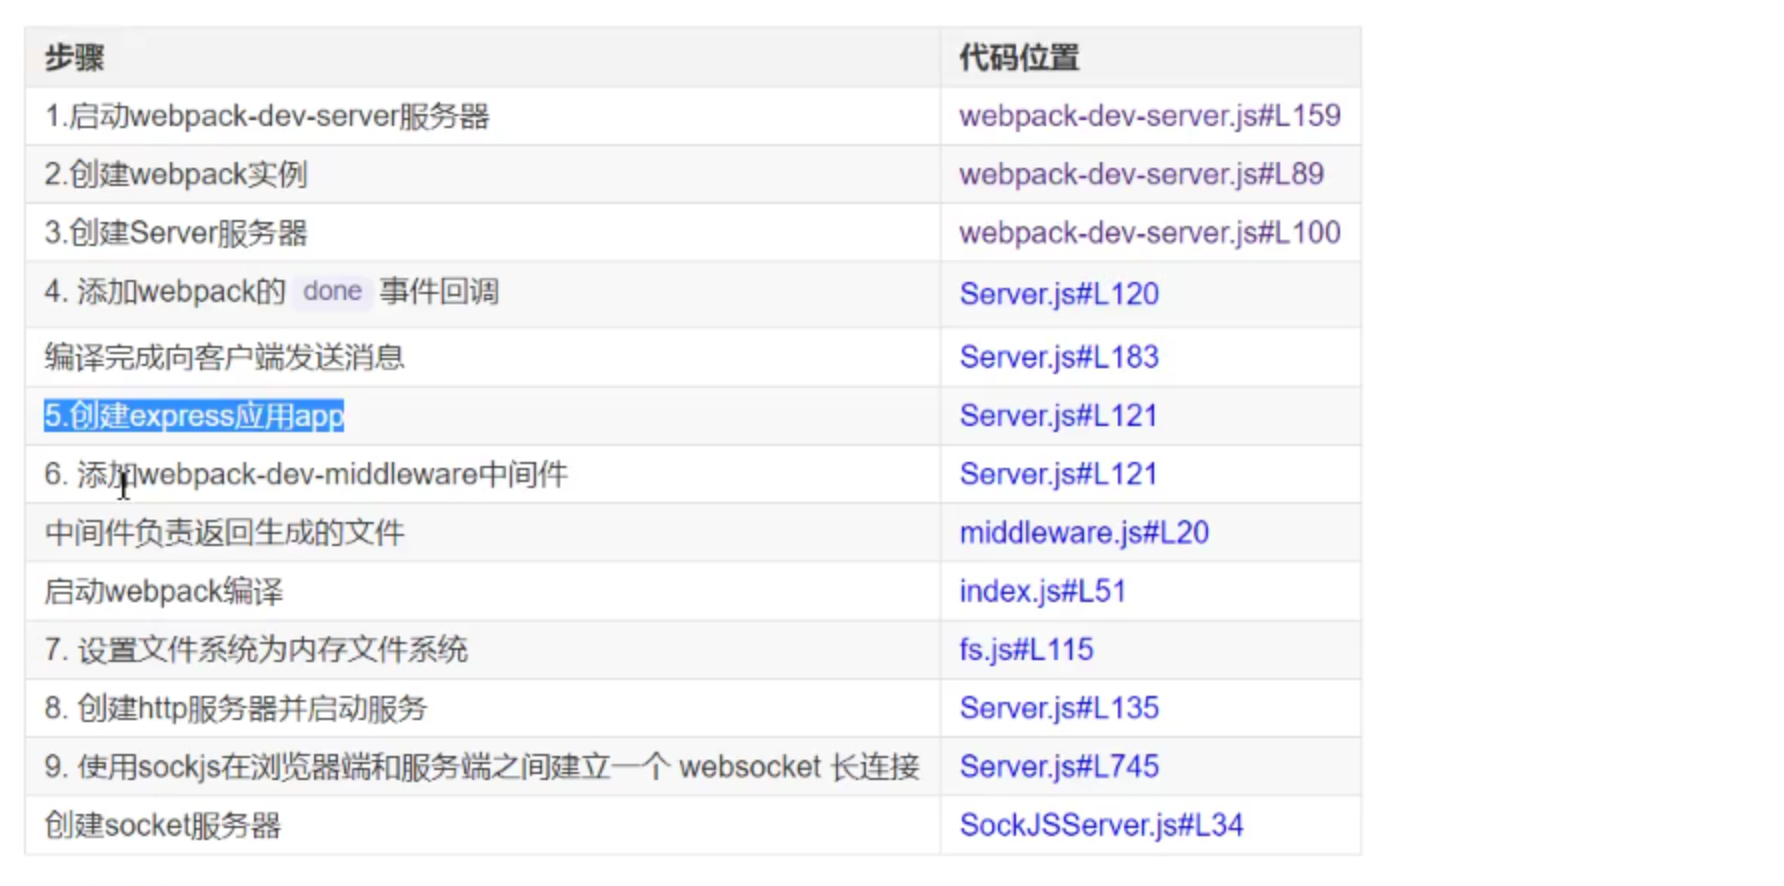 步骤 代码位置
1.启动webpack-dev-server服务器 webpack-dev-server.js#L159
2.创建webpack实例 webpack-dev-server.js#L89
3.创建Server服务器 webpack-dev-server.js#L100
4. 添加webpack的 done 事件回调 Server.js#L120
编译完成向客户端发送消息 Server.js#L183
5.创建express应用app Server.js#L121
6. 添加webpack-dev-middleware中间件 Server.js#L121
中间件负责返回生成的文件 middleware.js#L20
启动webpack编译 index.js#L51
7. 设置文件系统为内存文件系统 fs.js#L115
8. 创建http服务器并启动服务 Server.js#L135
9. 使用sockjs在浏览器端和服务端之间建立一个 websocket 长连接 Server.js#L745
创建socket服务器 SockJSServer.js#L34